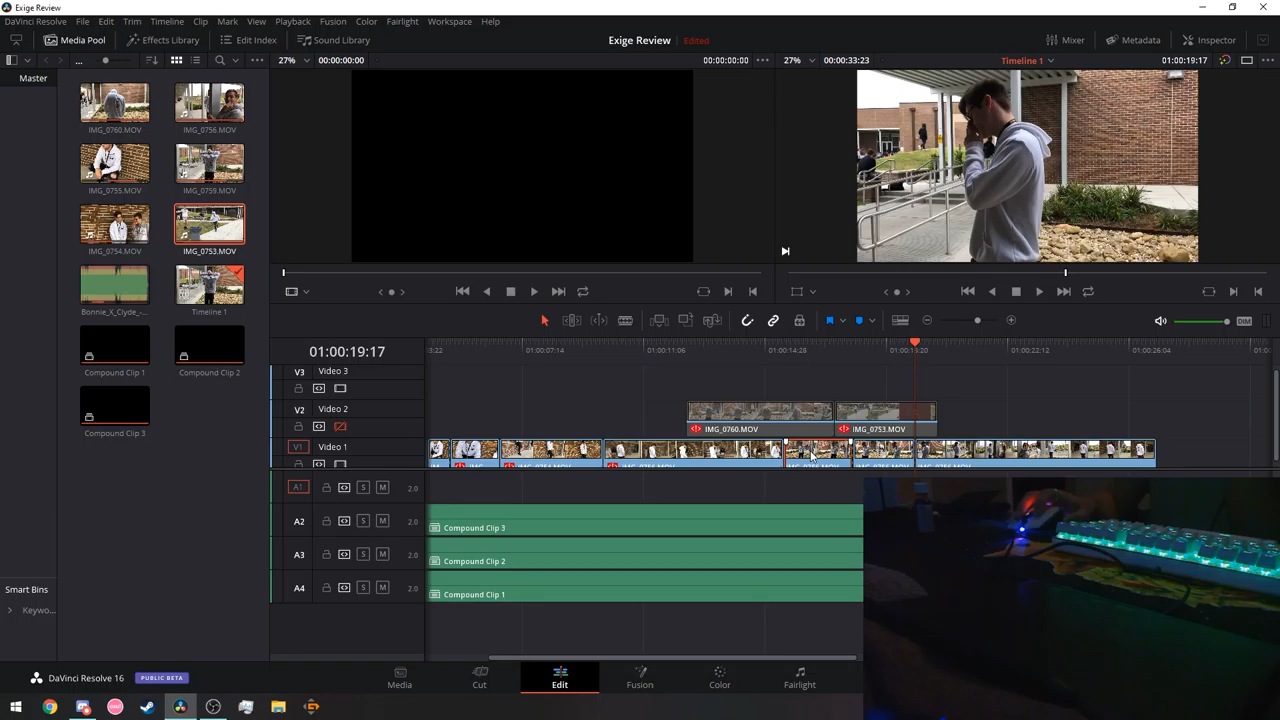 Exige Review
DaVinci Resolve File Edit Trim Timeline Clip Mark View Playback Fusion Color Fairlight Workspace Help
Media Pool Effects Library Edit Index Sound Library Exige Review Edited Mixer Metadata Inspector
... 27% 00:00:00:00 00:00:00:00 27% 00:00:33:23 Timeline 1 01:00:19:17
Master
IMG_0760.MOV IMG_0756.MOV
IMG_0755.MOV IMG_0759.MOV
IMG_0754.MOV IMG_0753.MOV
Bonnie_X_Clyde_-... Timeline 1
Compound Clip 1 Compound Clip 2
Compound Clip 3
DIM
01:00:19:17
01:00:07:14 01:00:11:06 01:00:14:28 01:00:22:12 01:00:26:04
V3 Video 3
V2 Video 2
IMG_0760.MOV IMG_0753.MOV
V1 Video 1
A1 S M 2.0
A2 S M 2.0 Compound Clip 3
A3 S M 2.0 Compound Clip 2
A4 S M 2.0 Compound Clip 1
Smart Bins
Keywo...
DaVinci Resolve 16 PUBLIC BETA
Media Cut Edit Fusion Color Fairlight